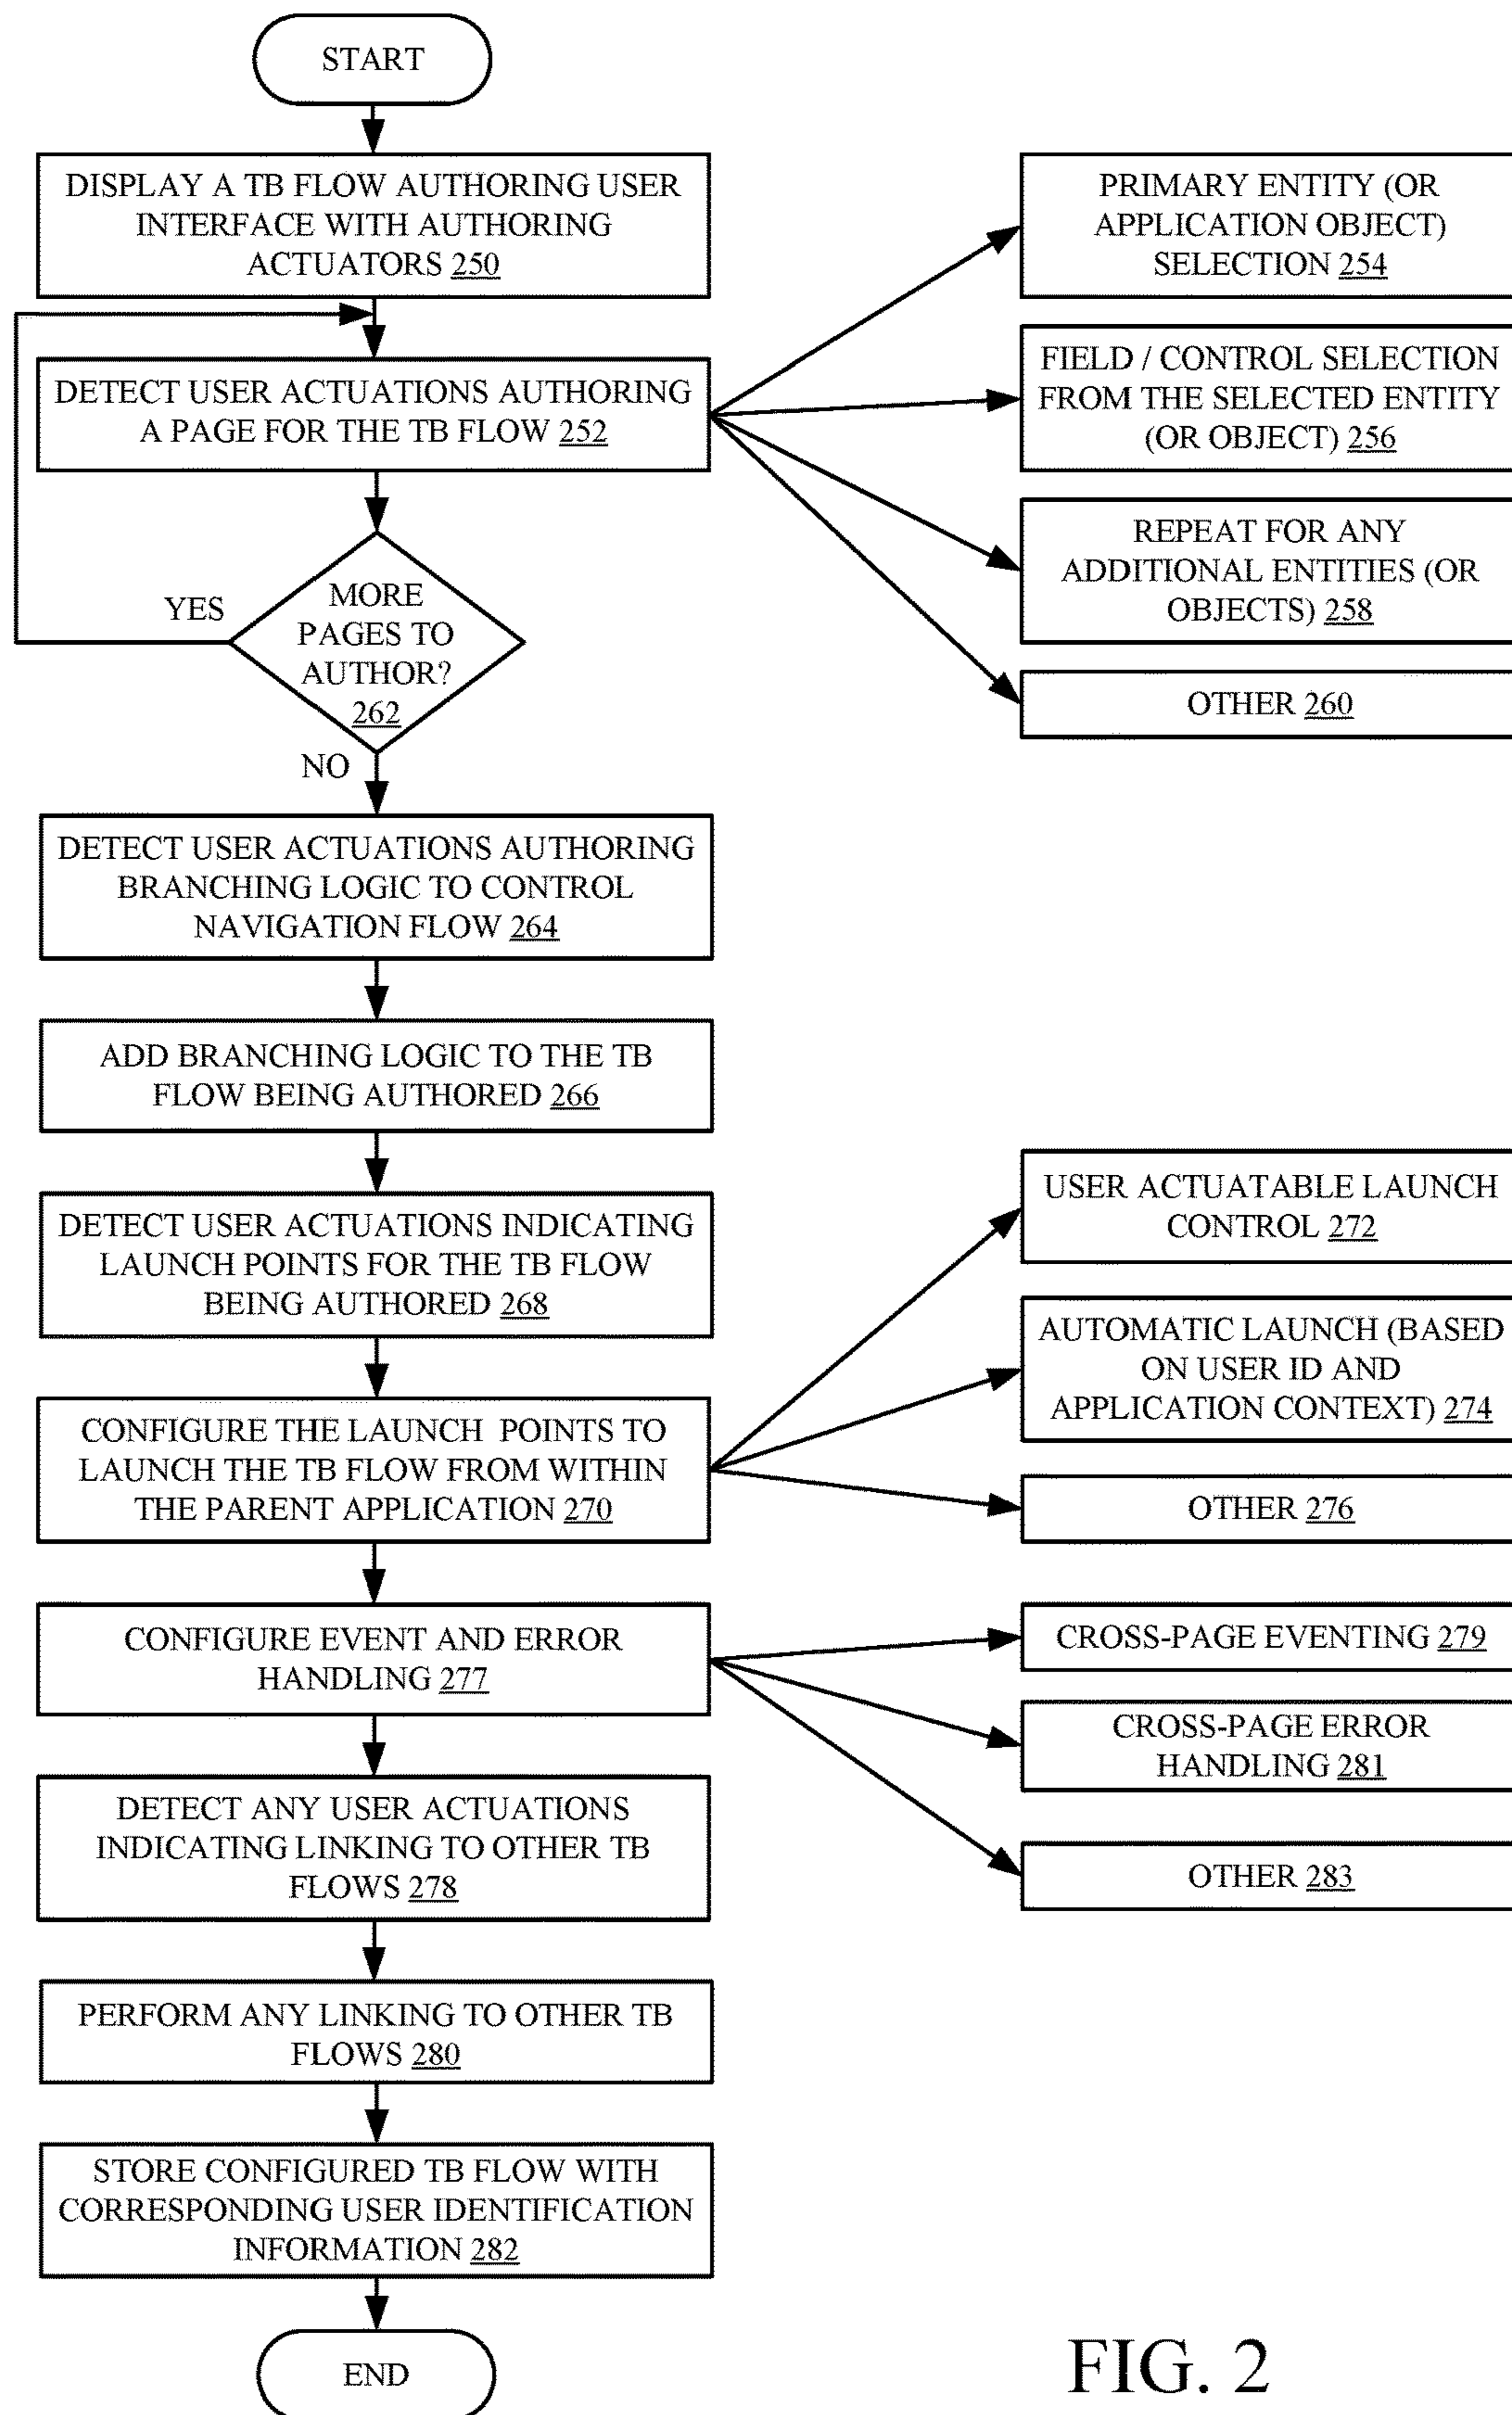 START
DISPLAY A TB FLOW AUTHORING USER
INTERFACE WITH AUTHORING
ACTUATORS 250
PRIMARY ENTITY (OR
APPLICATION OBJECT)
SELECTION 254
DETECT USER ACTUATIONS AUTHORING
A PAGE FOR THE TB FLOW 252
FIELD / CONTROL SELECTION
FROM THE SELECTED ENTITY
(OR OBJECT) 256
REPEAT FOR ANY
ADDITIONAL ENTITIES (OR
OBJECTS) 258
OTHER 260
YES
MORE
PAGES TO
AUTHOR?
262
NO
DETECT USER ACTUATIONS AUTHORING
BRANCHING LOGIC TO CONTROL
NAVIGATION FLOW 264
ADD BRANCHING LOGIC TO THE TB
FLOW BEING AUTHORED 266
DETECT USER ACTUATIONS INDICATING
LAUNCH POINTS FOR THE TB FLOW
BEING AUTHORED 268
CONFIGURE THE LAUNCH POINTS TO
LAUNCH THE TB FLOW FROM WITHIN
THE PARENT APPLICATION 270
USER ACTUATABLE LAUNCH
CONTROL 272
AUTOMATIC LAUNCH (BASED
ON USER ID AND
APPLICATION CONTEXT) 274
OTHER 276
CONFIGURE EVENT AND ERROR
HANDLING 277
CROSS-PAGE EVENTING 279
CROSS-PAGE ERROR
HANDLING 281
OTHER 283
DETECT ANY USER ACTUATIONS
INDICATING LINKING TO OTHER TB
FLOWS 278
PERFORM ANY LINKING TO OTHER TB
FLOWS 280
STORE CONFIGURED TB FLOW WITH
CORRESPONDING USER IDENTIFICATION
INFORMATION 282
END
FIG. 2